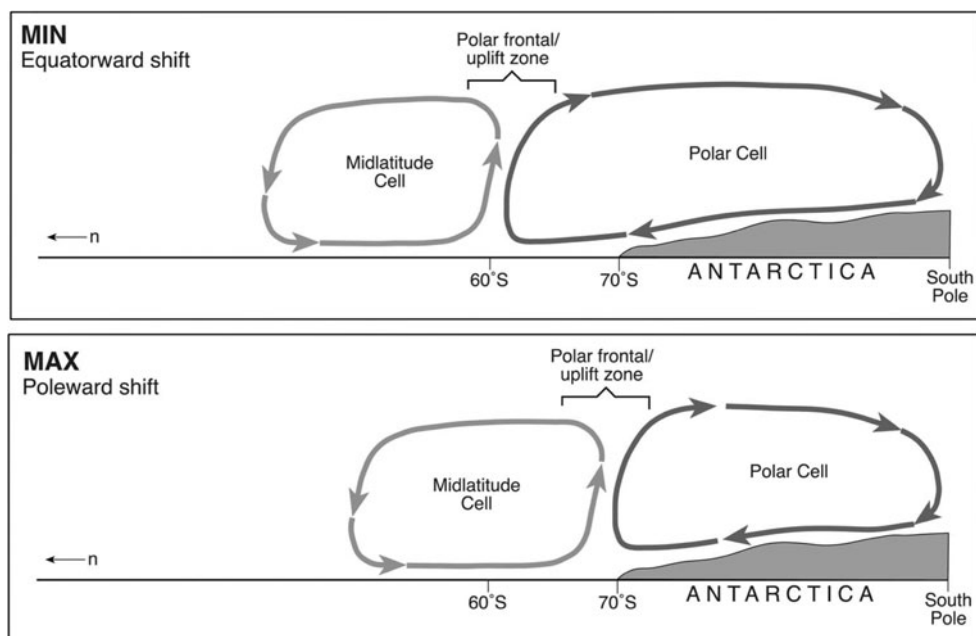 MIN
Equatorward shift
Polar frontal/
uplift zone
Midlatitude
Cell
Polar Cell
n
60°S
70°S
ANTARCTICA
South
Pole
MAX
Poleward shift
Polar frontal/
uplift zone
Midlatitude
Cell
Polar Cell
n
60°S
70°S
ANTARCTICA
South
Pole